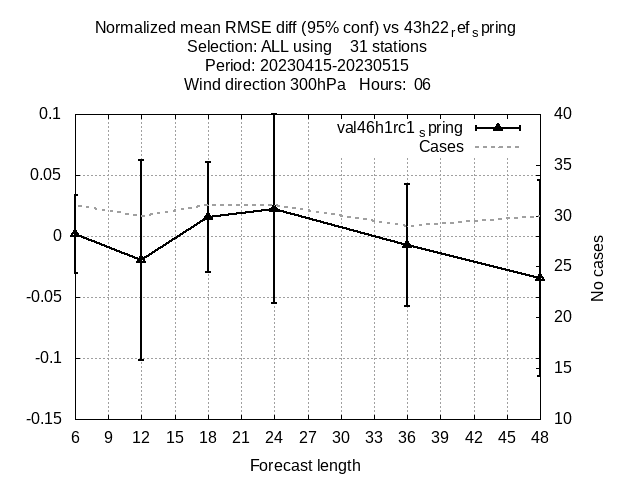 Normalized mean RMSE diff (95% conf) vs 43h22refspring
Selection: ALL using    31 stations
Period: 20230415-20230515
Wind direction 300hPa   Hours:  06
val46h1rc1spring
Cases
0.1
0.05
0
-0.05
-0.1
-0.15
40
35
30
25
20
15
10
No cases
6 9 12 15 18 21 24 27 30 33 36 39 42 45 48
Forecast length